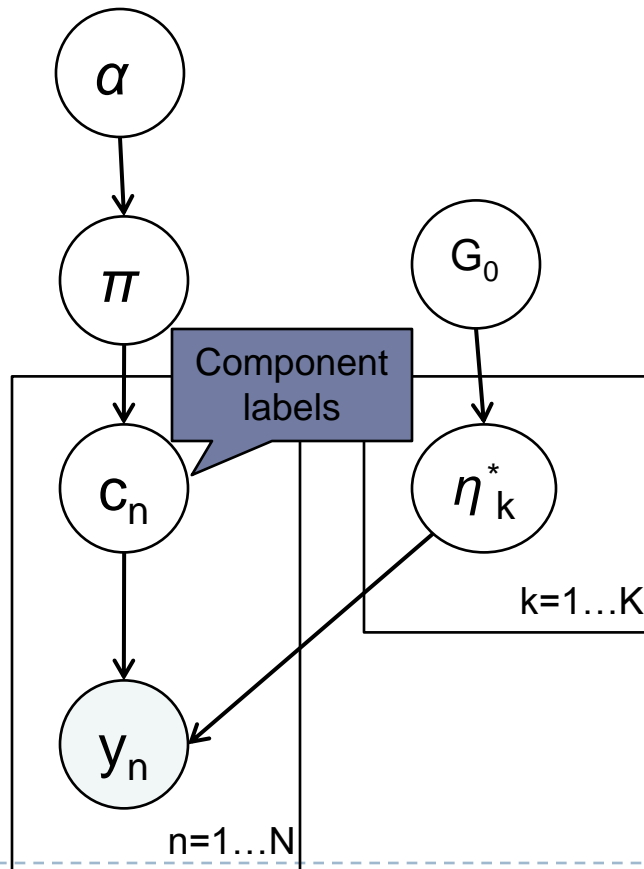 α
π
G₀
Component
labels
cₙ
η*ₖ
k=1…K
yₙ
n=1…N